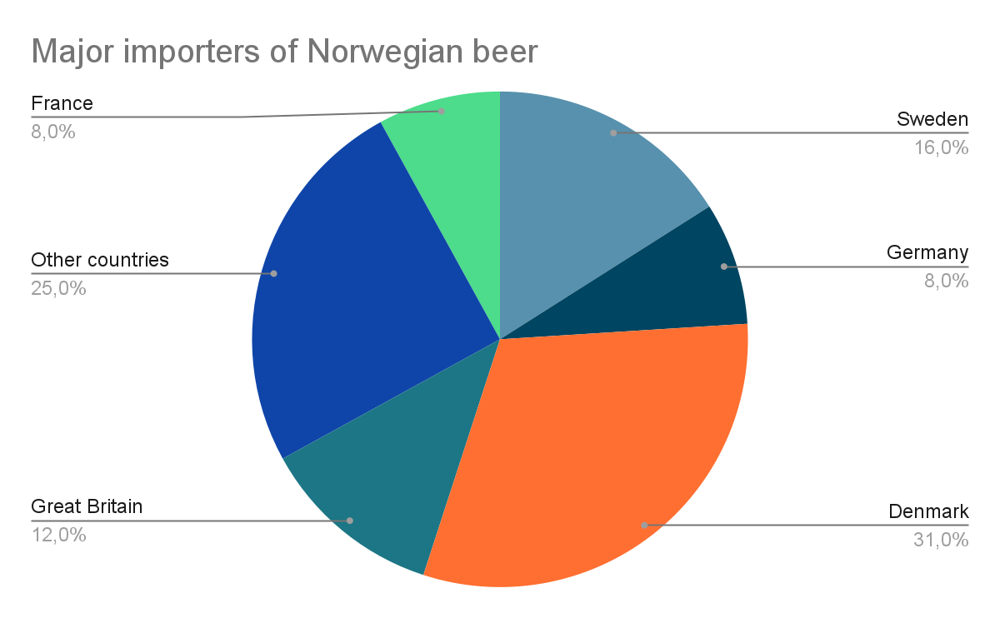 Major importers of Norwegian beer
France
8,0%
Sweden
16,0%
Other countries
25,0%
Germany
8,0%
Great Britain
12,0%
Denmark
31,0%